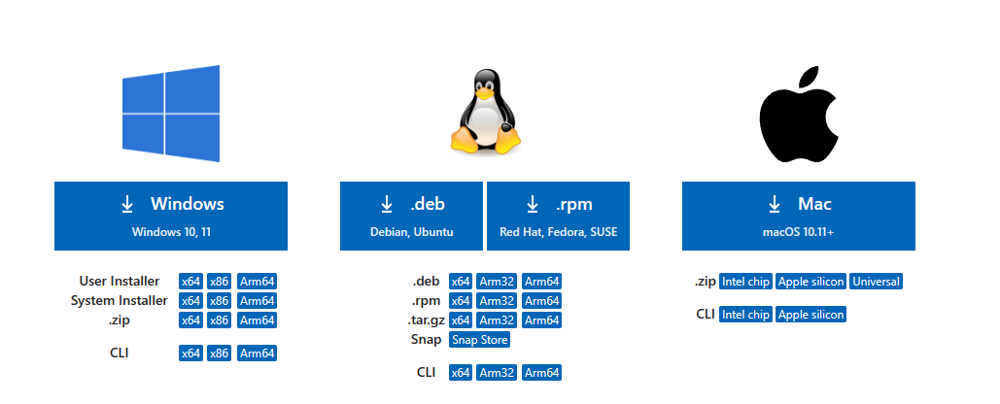 Windows
Windows 10, 11
User Installer x64 x86 Arm64
System Installer x64 x86 Arm64
.zip x64 x86 Arm64
CLI x64 x86 Arm64
.deb
Debian, Ubuntu
.rpm
Red Hat, Fedora, SUSE
.deb x64 Arm32 Arm64
.rpm x64 Arm32 Arm64
.tar.gz x64 Arm32 Arm64
Snap Snap Store
CLI x64 Arm32 Arm64
Mac
macOS 10.11+
.zip Intel chip Apple silicon Universal
CLI Intel chip Apple silicon